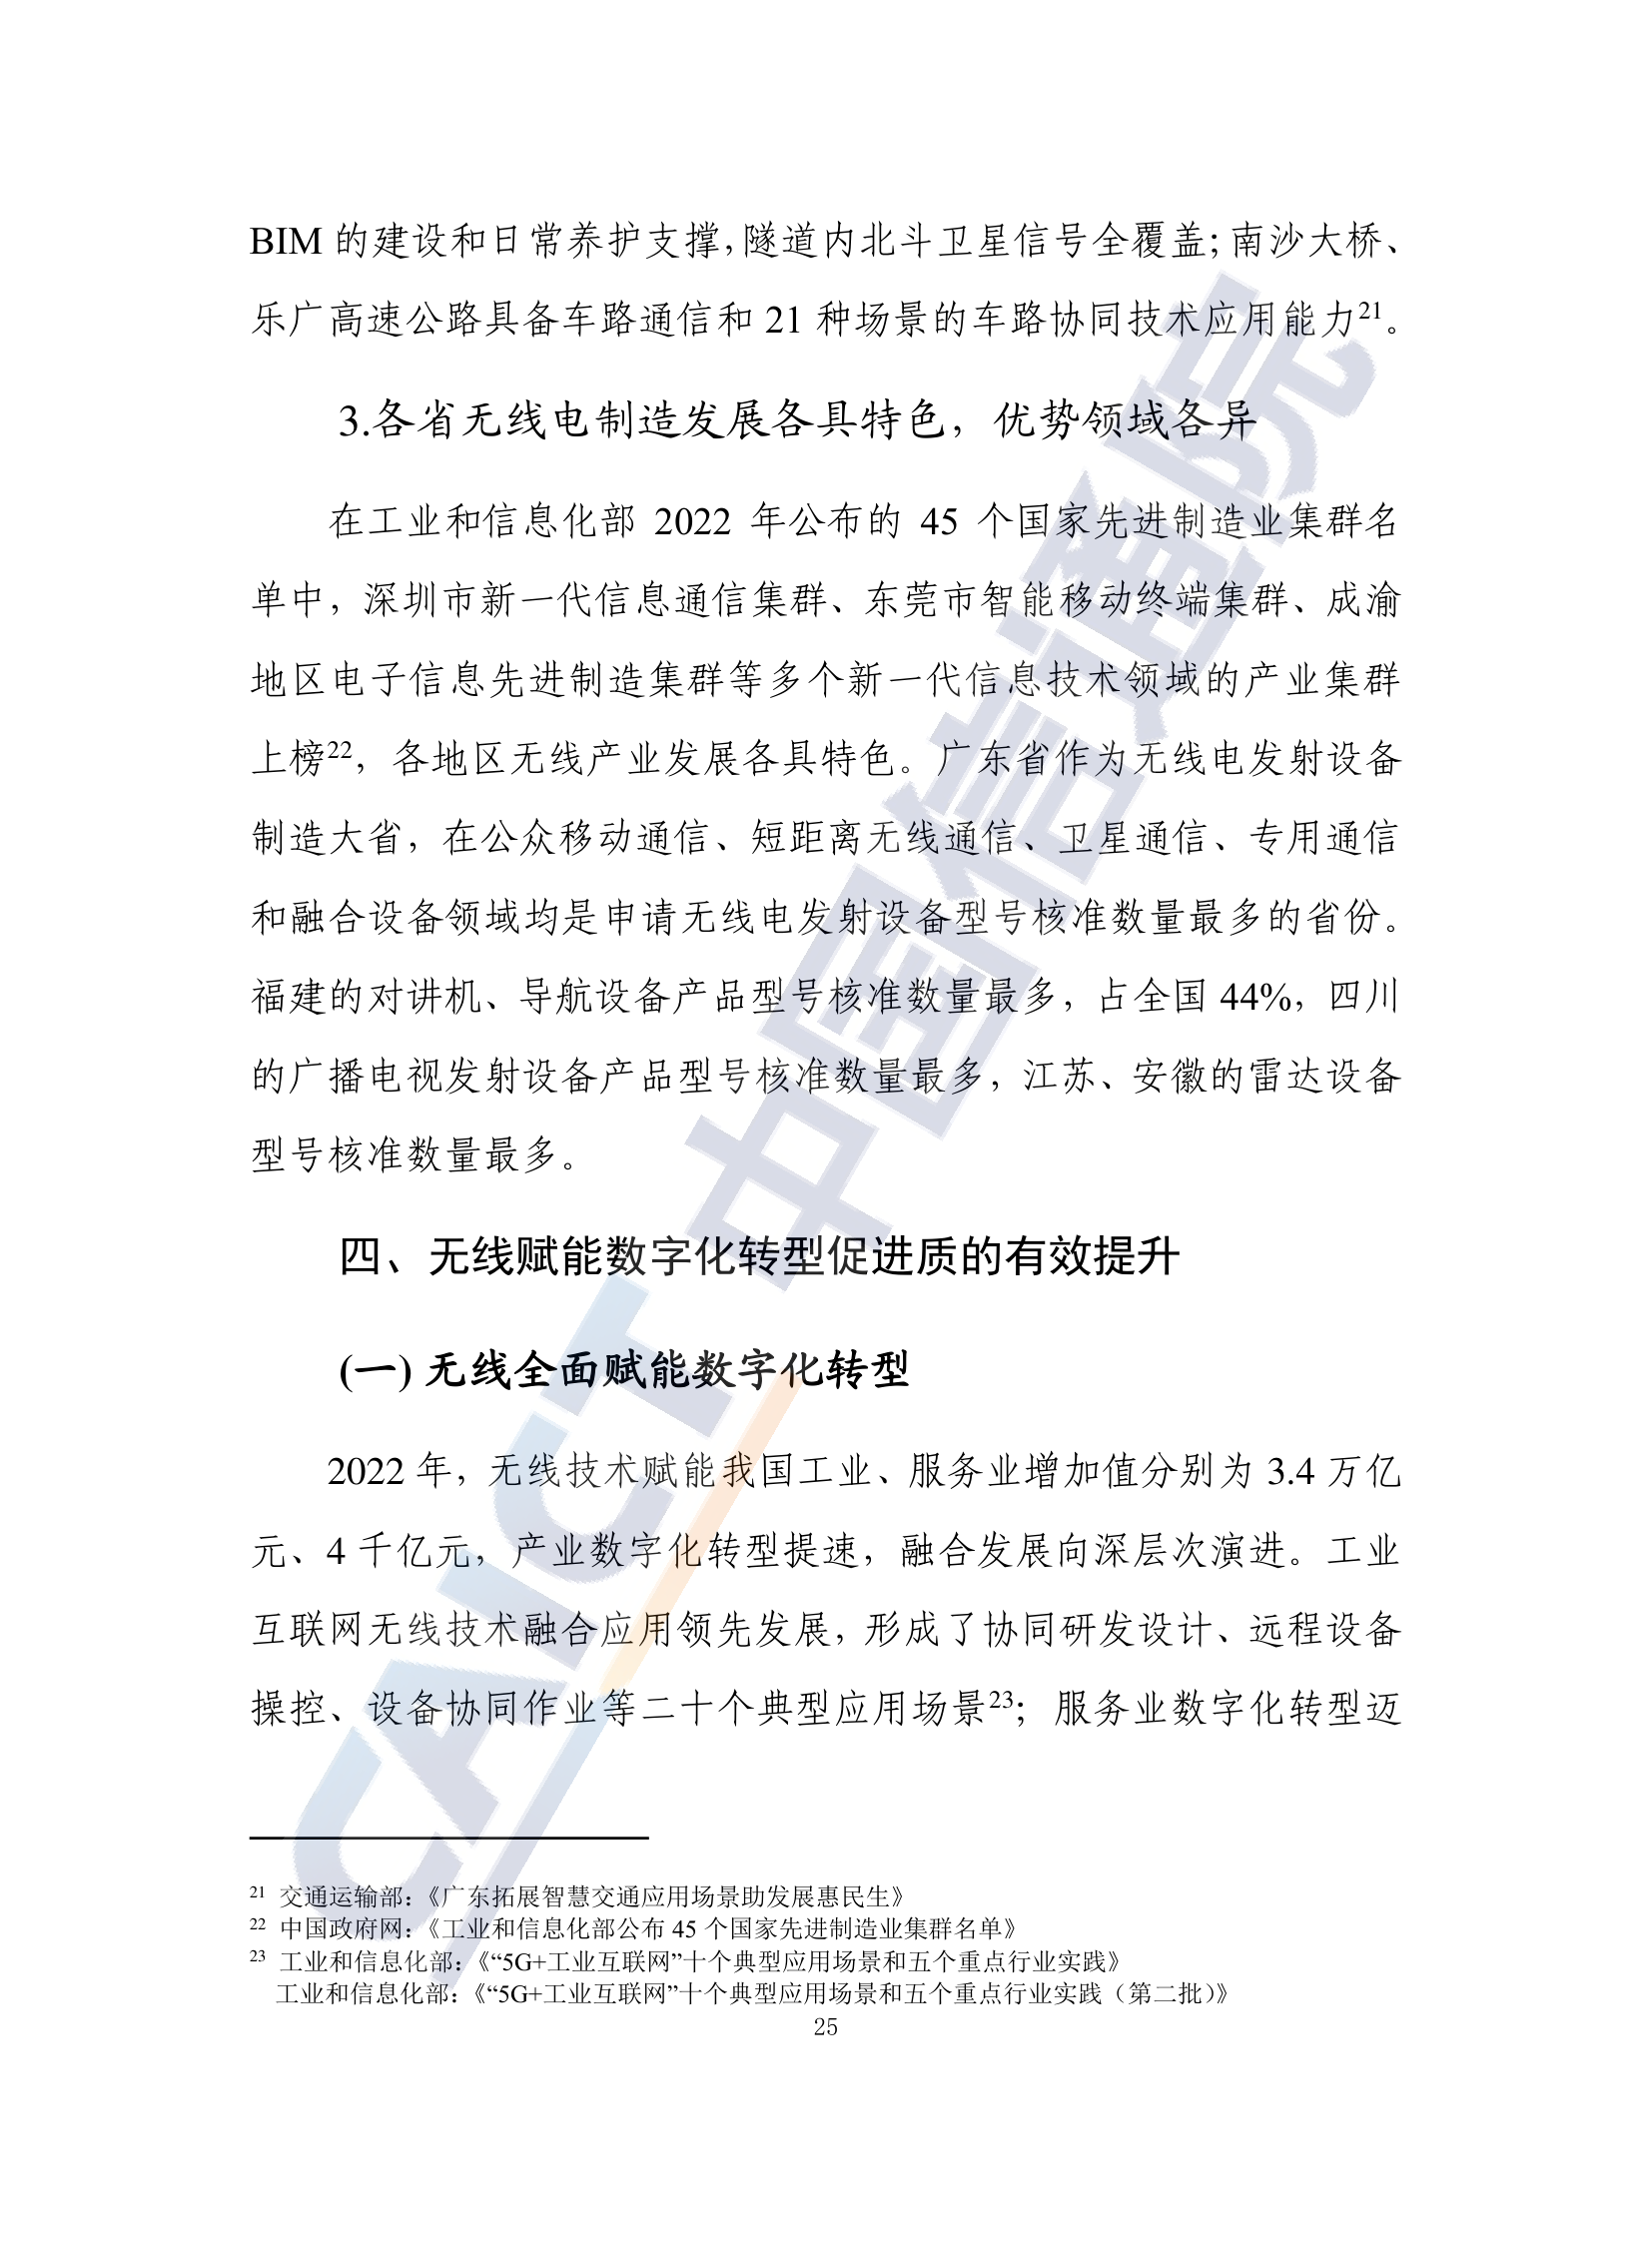 BIM 的建设和日常养护支撑，隧道内北斗卫星信号全覆盖；南沙大桥、
乐广高速公路具备车路通信和 21 种场景的车路协同技术应用能力21。
3.各省无线电制造发展各具特色，优势领域各异
在工业和信息化部 2022 年公布的 45 个国家先进制造业集群名
单中，深圳市新一代信息通信集群、东莞市智能移动终端集群、成渝
地区电子信息先进制造集群等多个新一代信息技术领域的产业集群
上榜22，各地区无线产业发展各具特色。广东省作为无线电发射设备
制造大省，在公众移动通信、短距离无线通信、卫星通信、专用通信
和融合设备领域均是申请无线电发射设备型号核准数量最多的省份。
福建的对讲机、导航设备产品型号核准数量最多，占全国 44%，四川
的广播电视发射设备产品型号核准数量最多，江苏、安徽的雷达设备
型号核准数量最多。
四、无线赋能数字化转型促进质的有效提升
(一) 无线全面赋能数字化转型
2022 年，无线技术赋能我国工业、服务业增加值分别为 3.4 万亿
元、4 千亿元，产业数字化转型提速，融合发展向深层次演进。工业
互联网无线技术融合应用领先发展，形成了协同研发设计、远程设备
操控、设备协同作业等二十个典型应用场景23；服务业数字化转型迈
21 交通运输部：《广东拓展智慧交通应用场景助发展惠民生》
22 中国政府网：《工业和信息化部公布 45 个国家先进制造业集群名单》
23 工业和信息化部：《“5G+工业互联网”十个典型应用场景和五个重点行业实践》
工业和信息化部：《“5G+工业互联网”十个典型应用场景和五个重点行业实践（第二批）》
25
CAICT 中国信通院